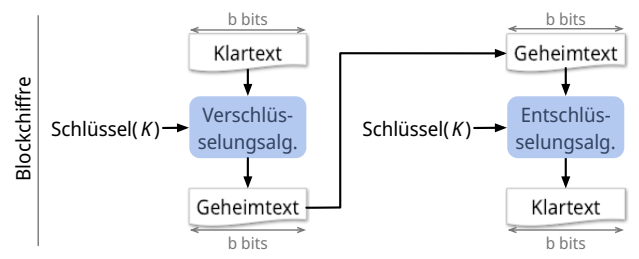 Blockchiffre
b bits
Klartext
Schlüssel(K)
Verschlüs-
selungsalg.
Geheimtext
b bits
b bits
Geheimtext
Schlüssel(K)
Entschlüs-
selungsalg.
Klartext
b bits